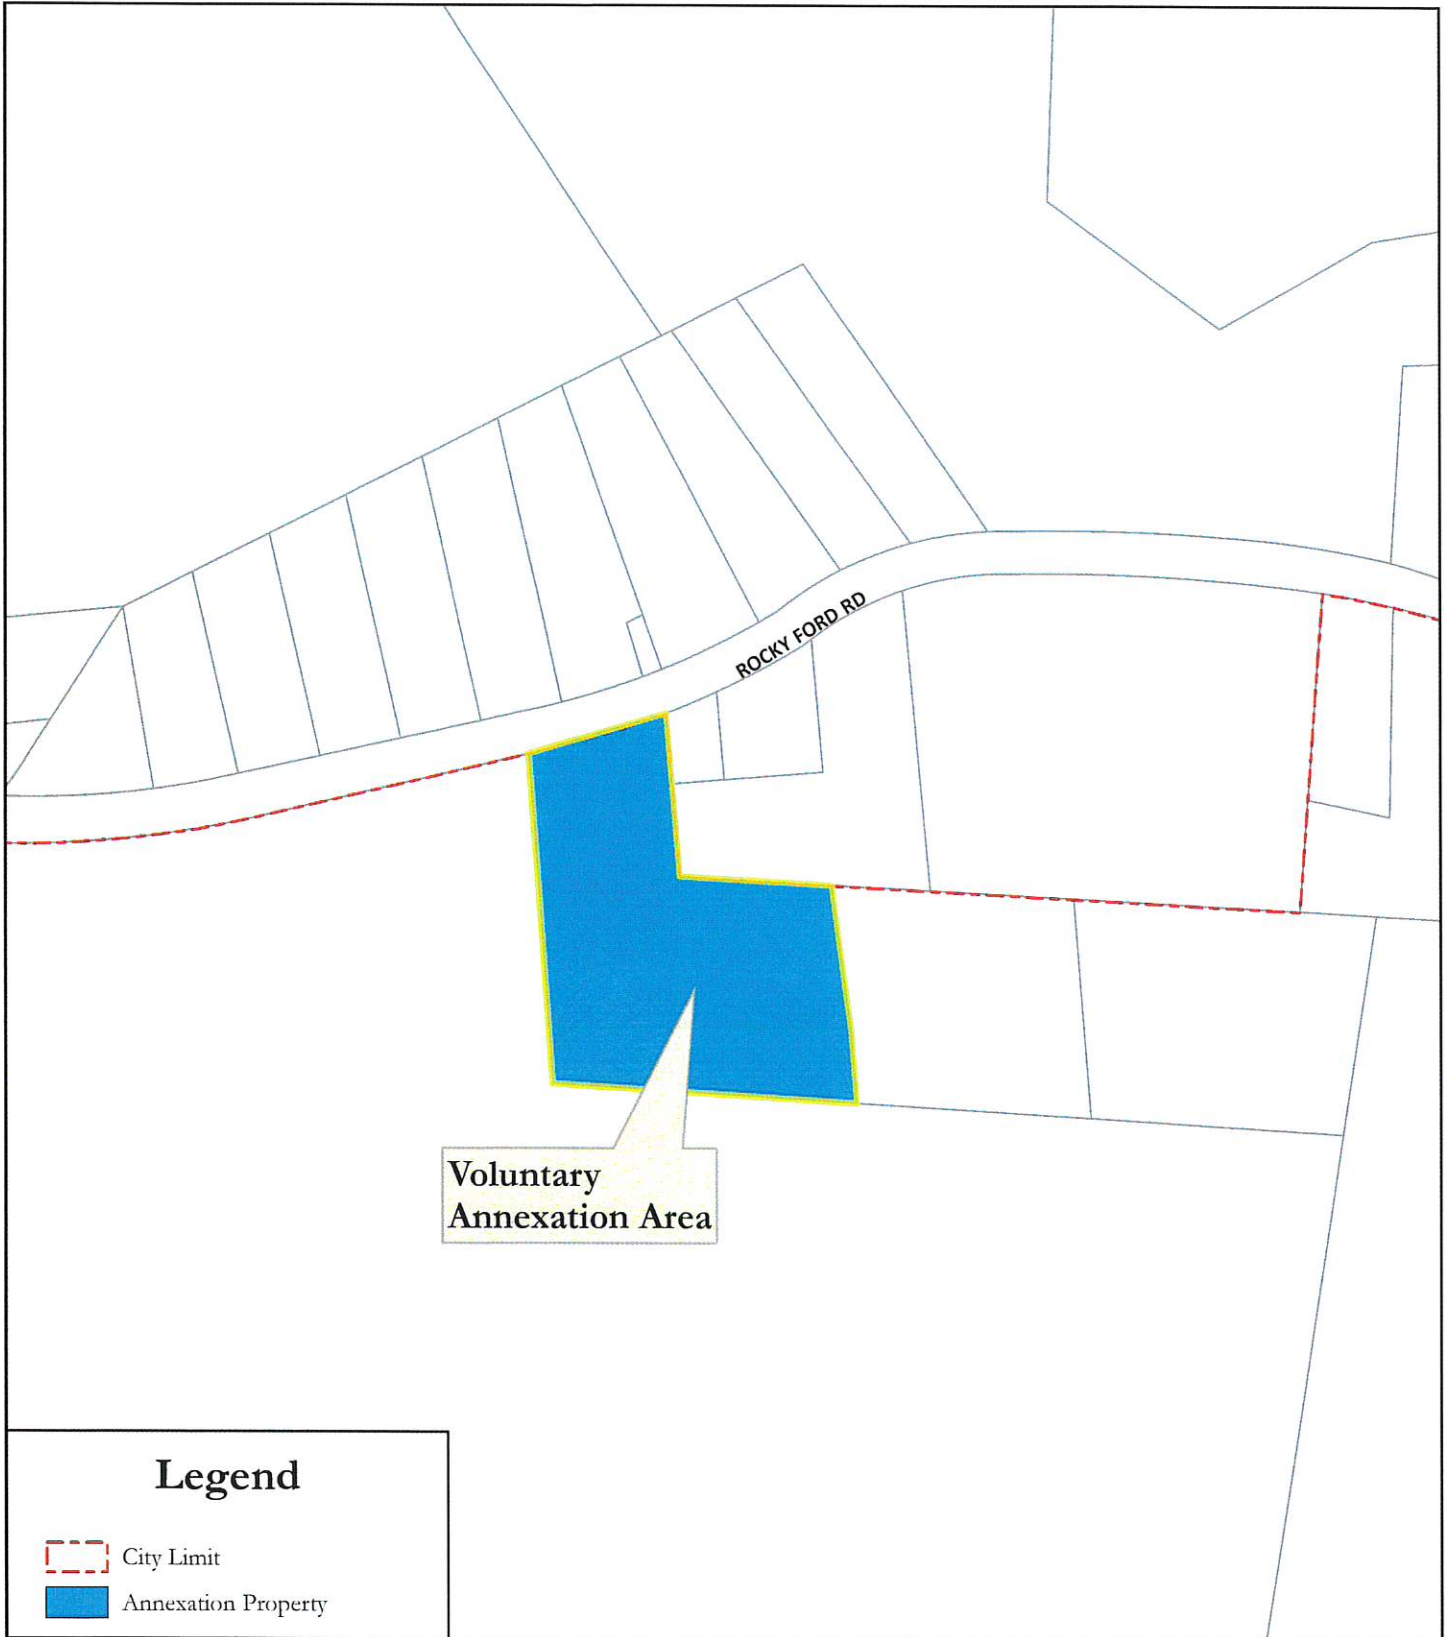 ROCKY FORD RD
Voluntary
Annexation Area
Legend
City Limit
Annexation Property